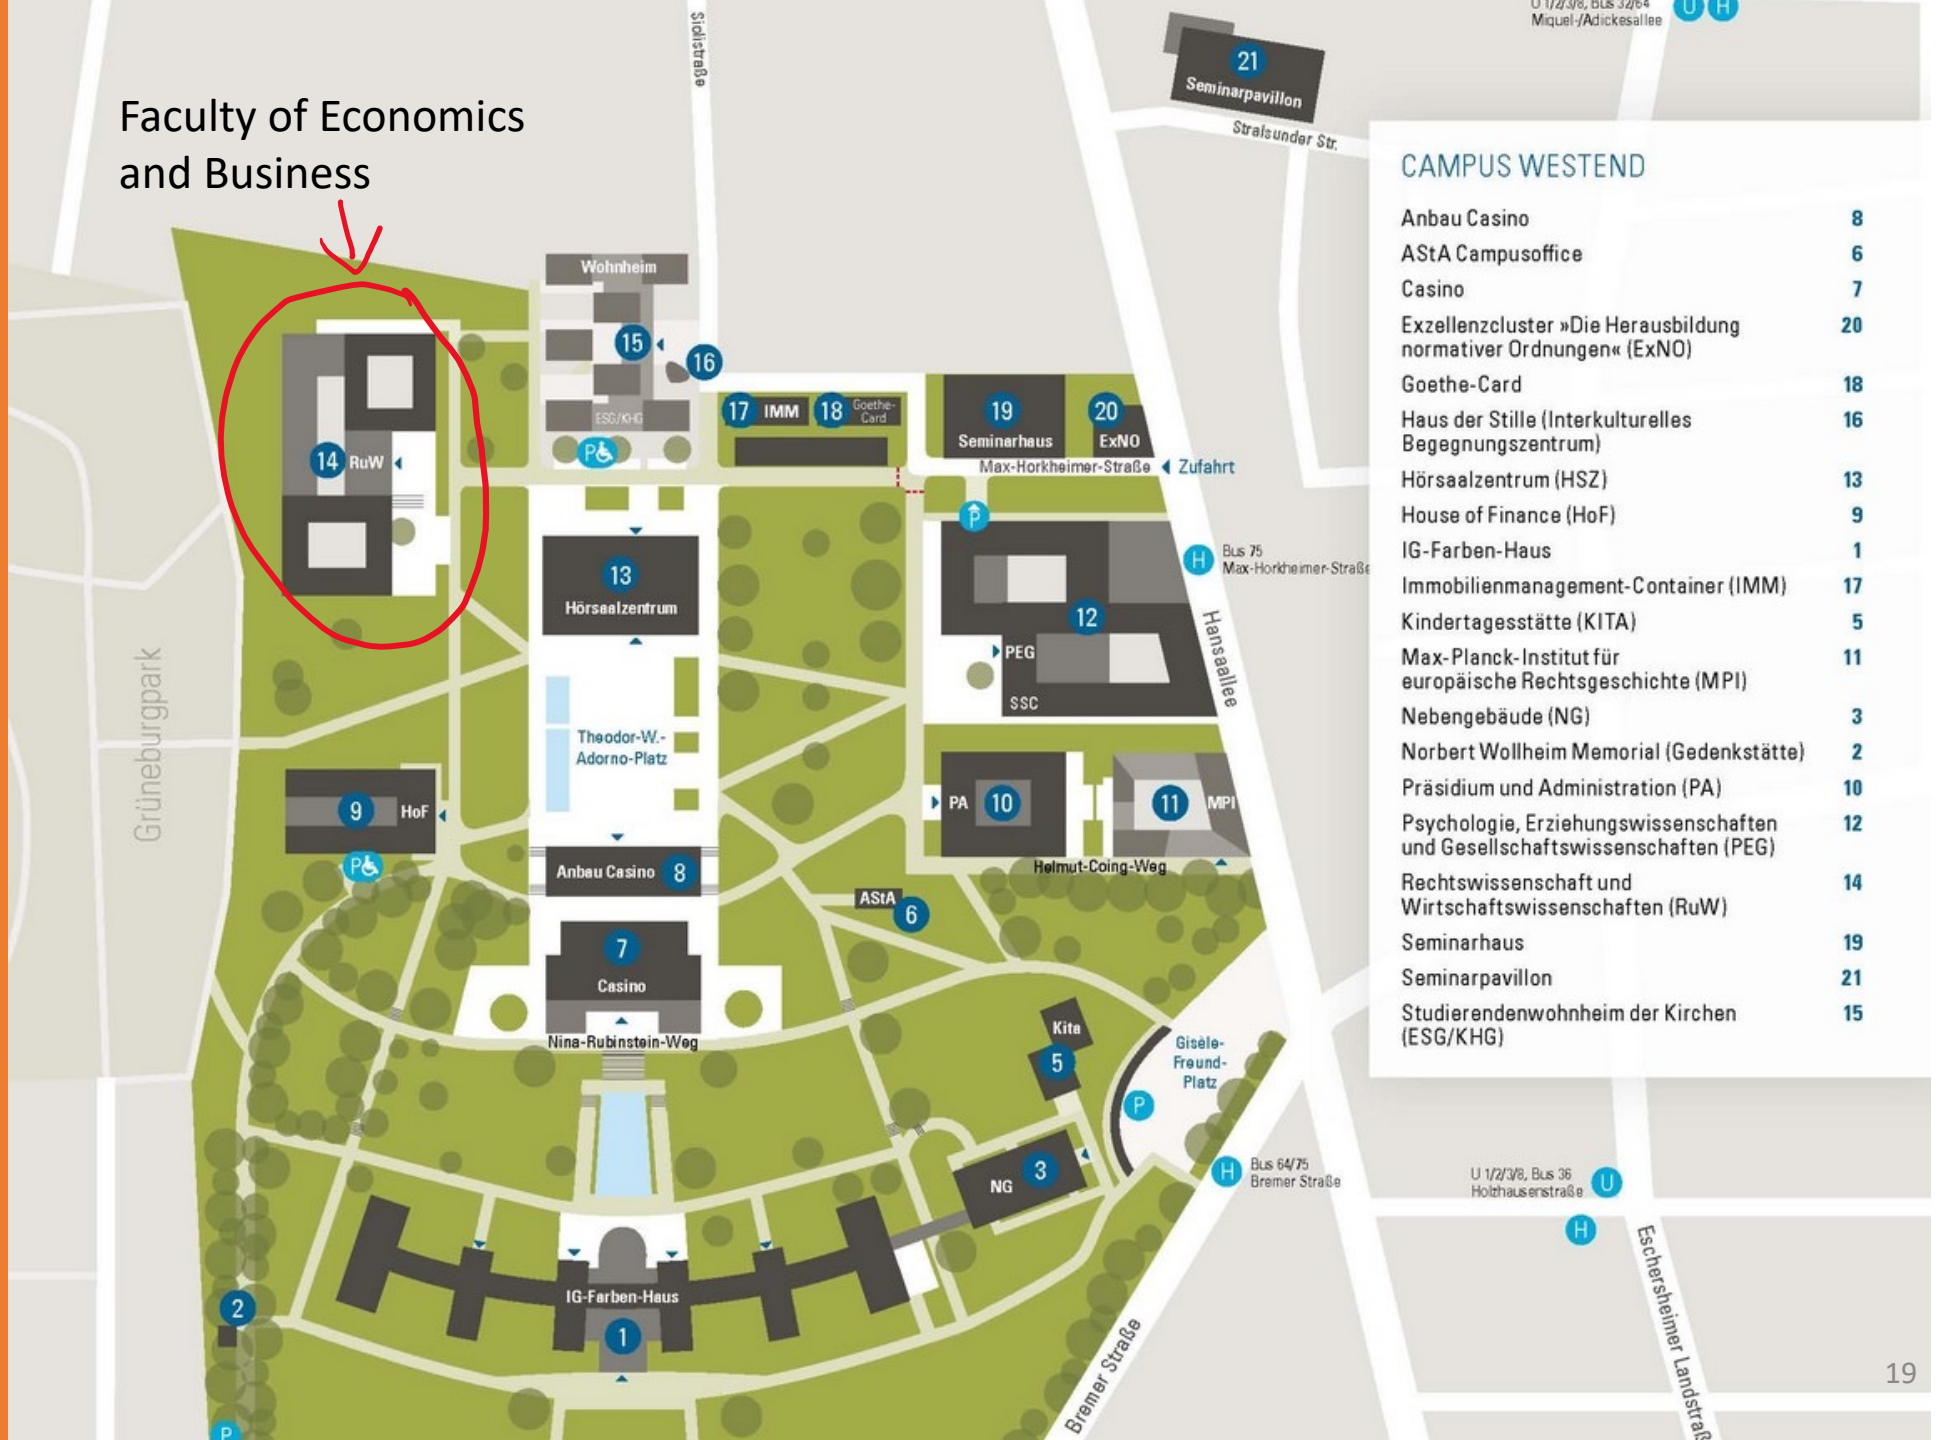 U 1/2/3/8, Bus 32/64
Miquel-/Adickesallee
U
H
Siolistraße
21
Seminarpavillon
Stralsunder Str.
Faculty of Economics
and Business
CAMPUS WESTEND
Anbau Casino 8
AStA Campusoffice 6
Casino 7
Exzellenzcluster »Die Herausbildung 20
normativer Ordnungen« (ExNO)
Goethe-Card 18
Haus der Stille (Interkulturelles 16
Begegnungszentrum)
Hörsaalzentrum (HSZ) 13
House of Finance (HoF) 9
IG-Farben-Haus 1
Immobilienmanagement-Container (IMM) 17
Kindertagesstätte (KITA) 5
Max-Planck-Institut für 11
europäische Rechtsgeschichte (MPI)
Nebengebäude (NG) 3
Norbert Wollheim Memorial (Gedenkstätte) 2
Präsidium und Administration (PA) 10
Psychologie, Erziehungswissenschaften 12
und Gesellschaftswissenschaften (PEG)
Rechtswissenschaft und 14
Wirtschaftswissenschaften (RuW)
Seminarhaus 19
Seminarpavillon 21
Studierendenwohnheim der Kirchen 15
(ESG/KHG)
Wohnheim
15
16
ESG/KHG
P
17 IMM
18 Goethe-
Card
19
Seminarhaus
20
ExNO
Max-Horkheimer-Straße
Zufahrt
14 RuW
P
13
Hörsaalzentrum
H
Bus 75
Max-Horkheimer-Straße
12
PEG
SSC
Hansaallee
Grüneburgpark
Theodor-W.-
Adorno-Platz
9 HoF
P
PA 10
11 MPI
Helmut-Coing-Weg
Anbau Casino 8
AStA
6
7
Casino
Nina-Rubinstein-Weg
Kita
5
Gisèle-
Freund-
Platz
P
NG 3
H
Bus 64/75
Bremer Straße
U 1/2/3/8, Bus 36
Holzhausenstraße
U
H
IG-Farben-Haus
1
2
P
Bremer Straße
Eschersheimer Landstraß
19